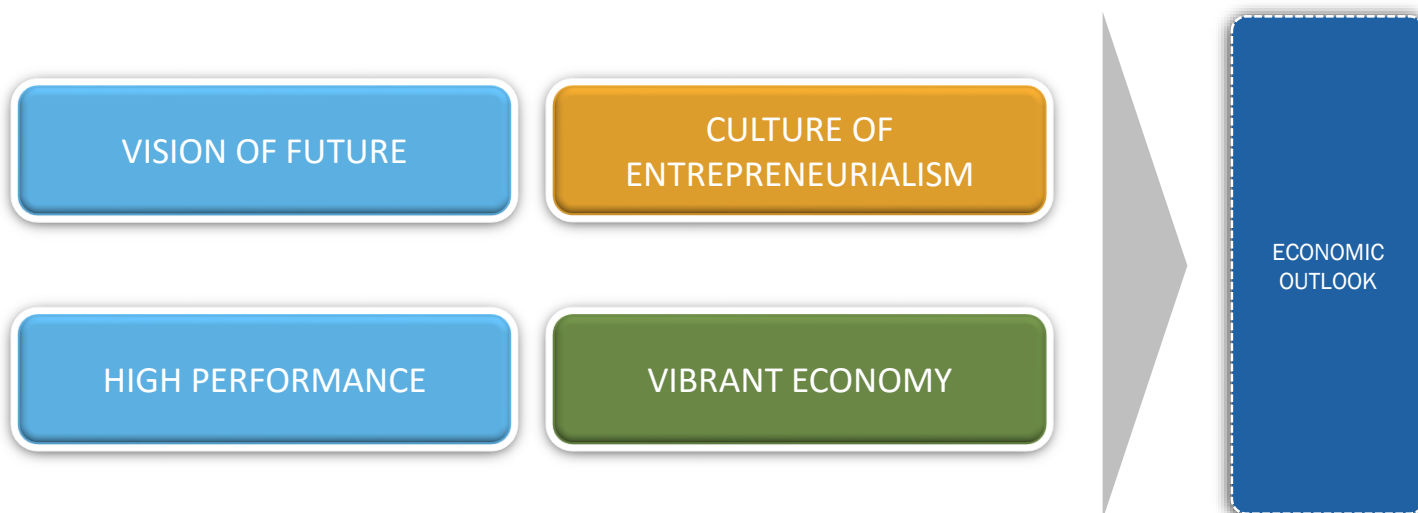 VISION OF FUTURE
CULTURE OF
ENTREPRENEURIALISM
HIGH PERFORMANCE
VIBRANT ECONOMY
ECONOMIC
OUTLOOK